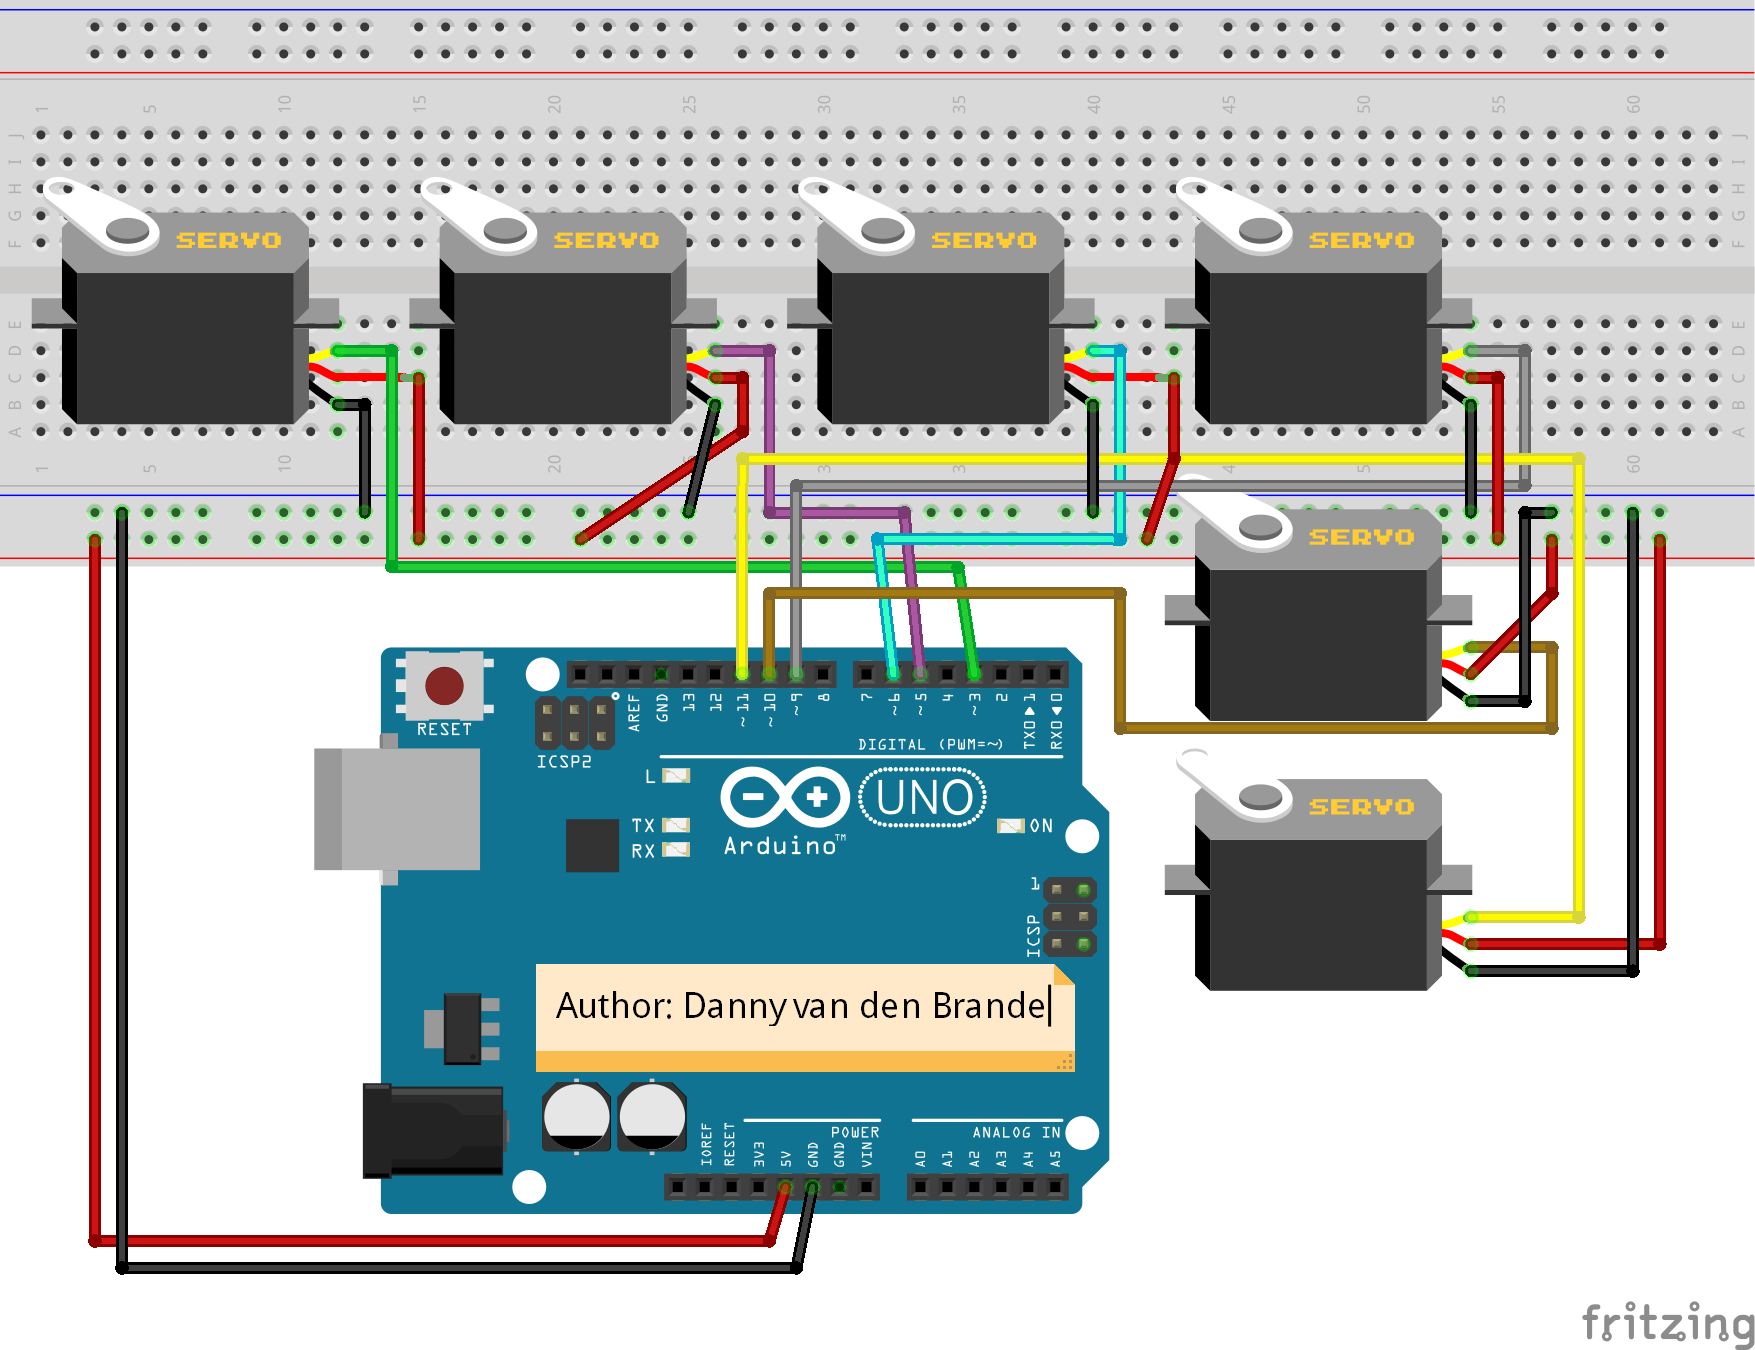 1 5 10 15 20 25 30 35 40 45 50 55 60
J J
I I
H H
G G
F F
SERVO SERVO SERVO SERVO
E E
D D
C C
B B
A A
1 5 10 20 3 3 4 5 60
SERVO
RESET
ICSP2
AREF GND 13 12 ~11 ~10 ~9 8 7 ~6 ~5 4 ~3 2 TX0▶1 RX0◀0
DIGITAL (PWM=~)
L
TX
RX
UNO
Arduino™
ON
SERVO
1
ICSP
Author: Danny van den Brande
POWER
ANALOG IN
IOREF RESET 3V3 5V GND GND VIN A0 A1 A2 A3 A4 A5
fritzing